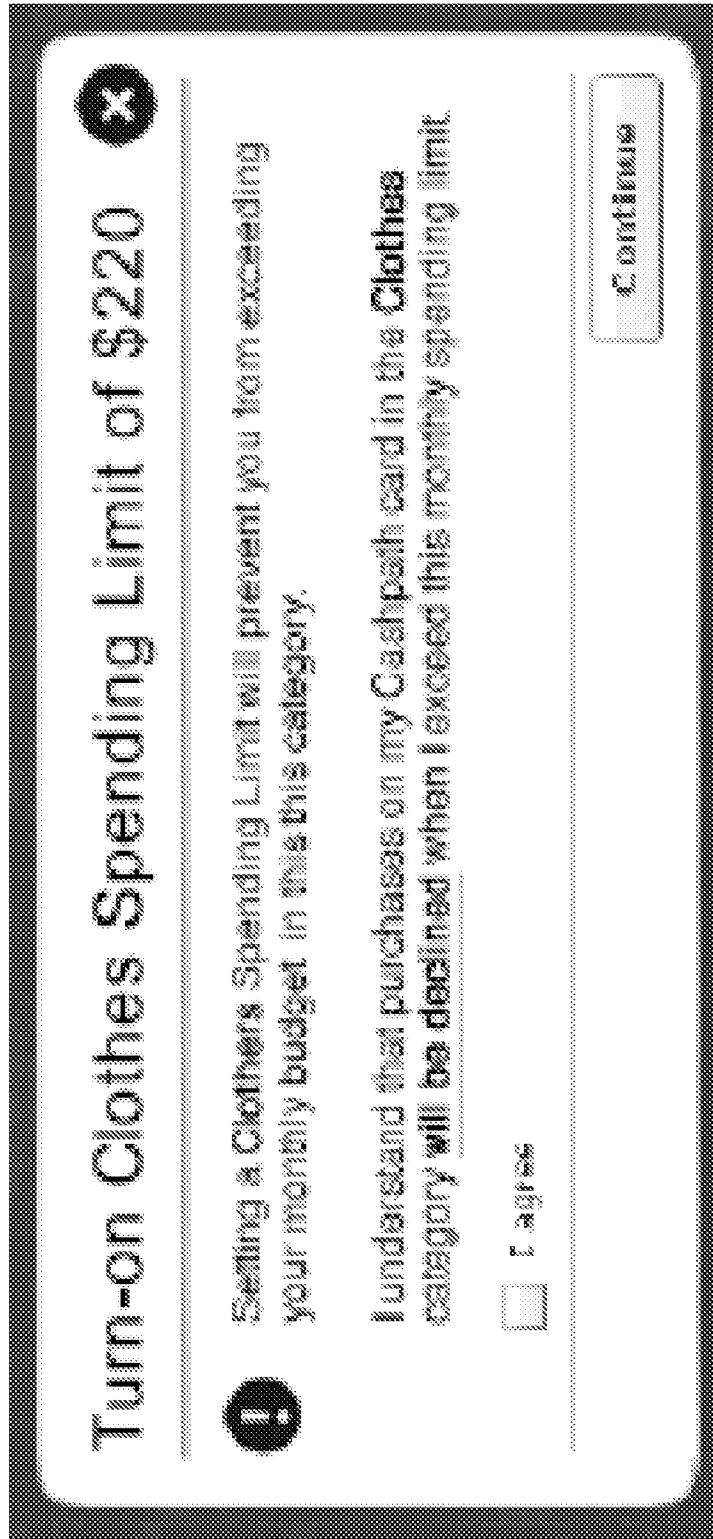 Turn-on Clothes Spending Limit of $220
Setting a Clothers Spending Limit will prevent you from exceeding
your monthly budget in this this category.
I understand that purchases on my Cashpath card in the Clothes
category will be declined when I exceed this monthly spending limit.
I agree
Continue